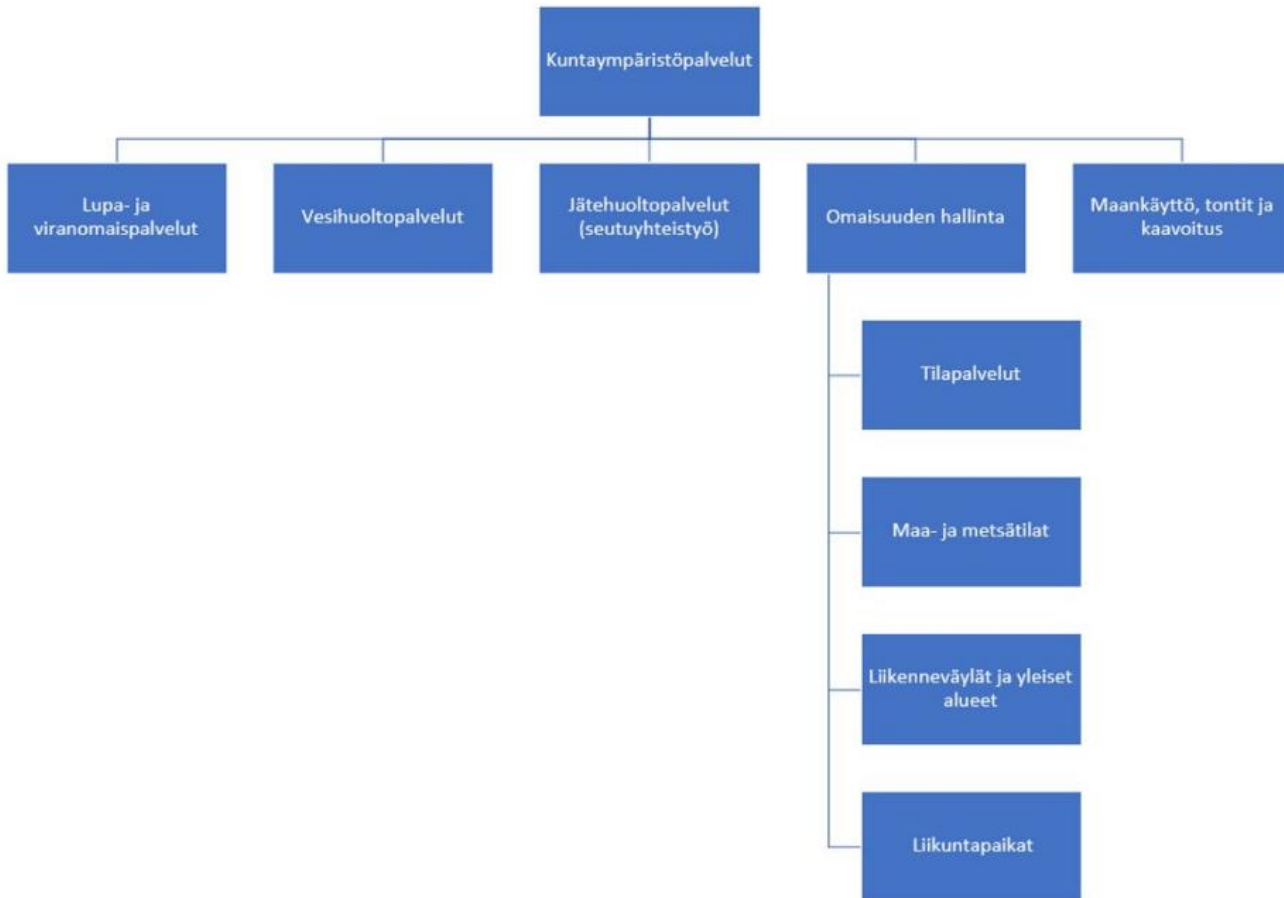 Kuntaympäristöpalvelut
Lupa- ja
viranomaispalvelut
Vesihuoltopalvelut
Jätehuoltopalvelut
(seutuyhteistyö)
Omaisuuden hallinta
Maankäyttö, tontit ja
kaavoitus
Tilapalvelut
Maa- ja metsätilat
Liikenneväylät ja yleiset
alueet
Liikuntapaikat